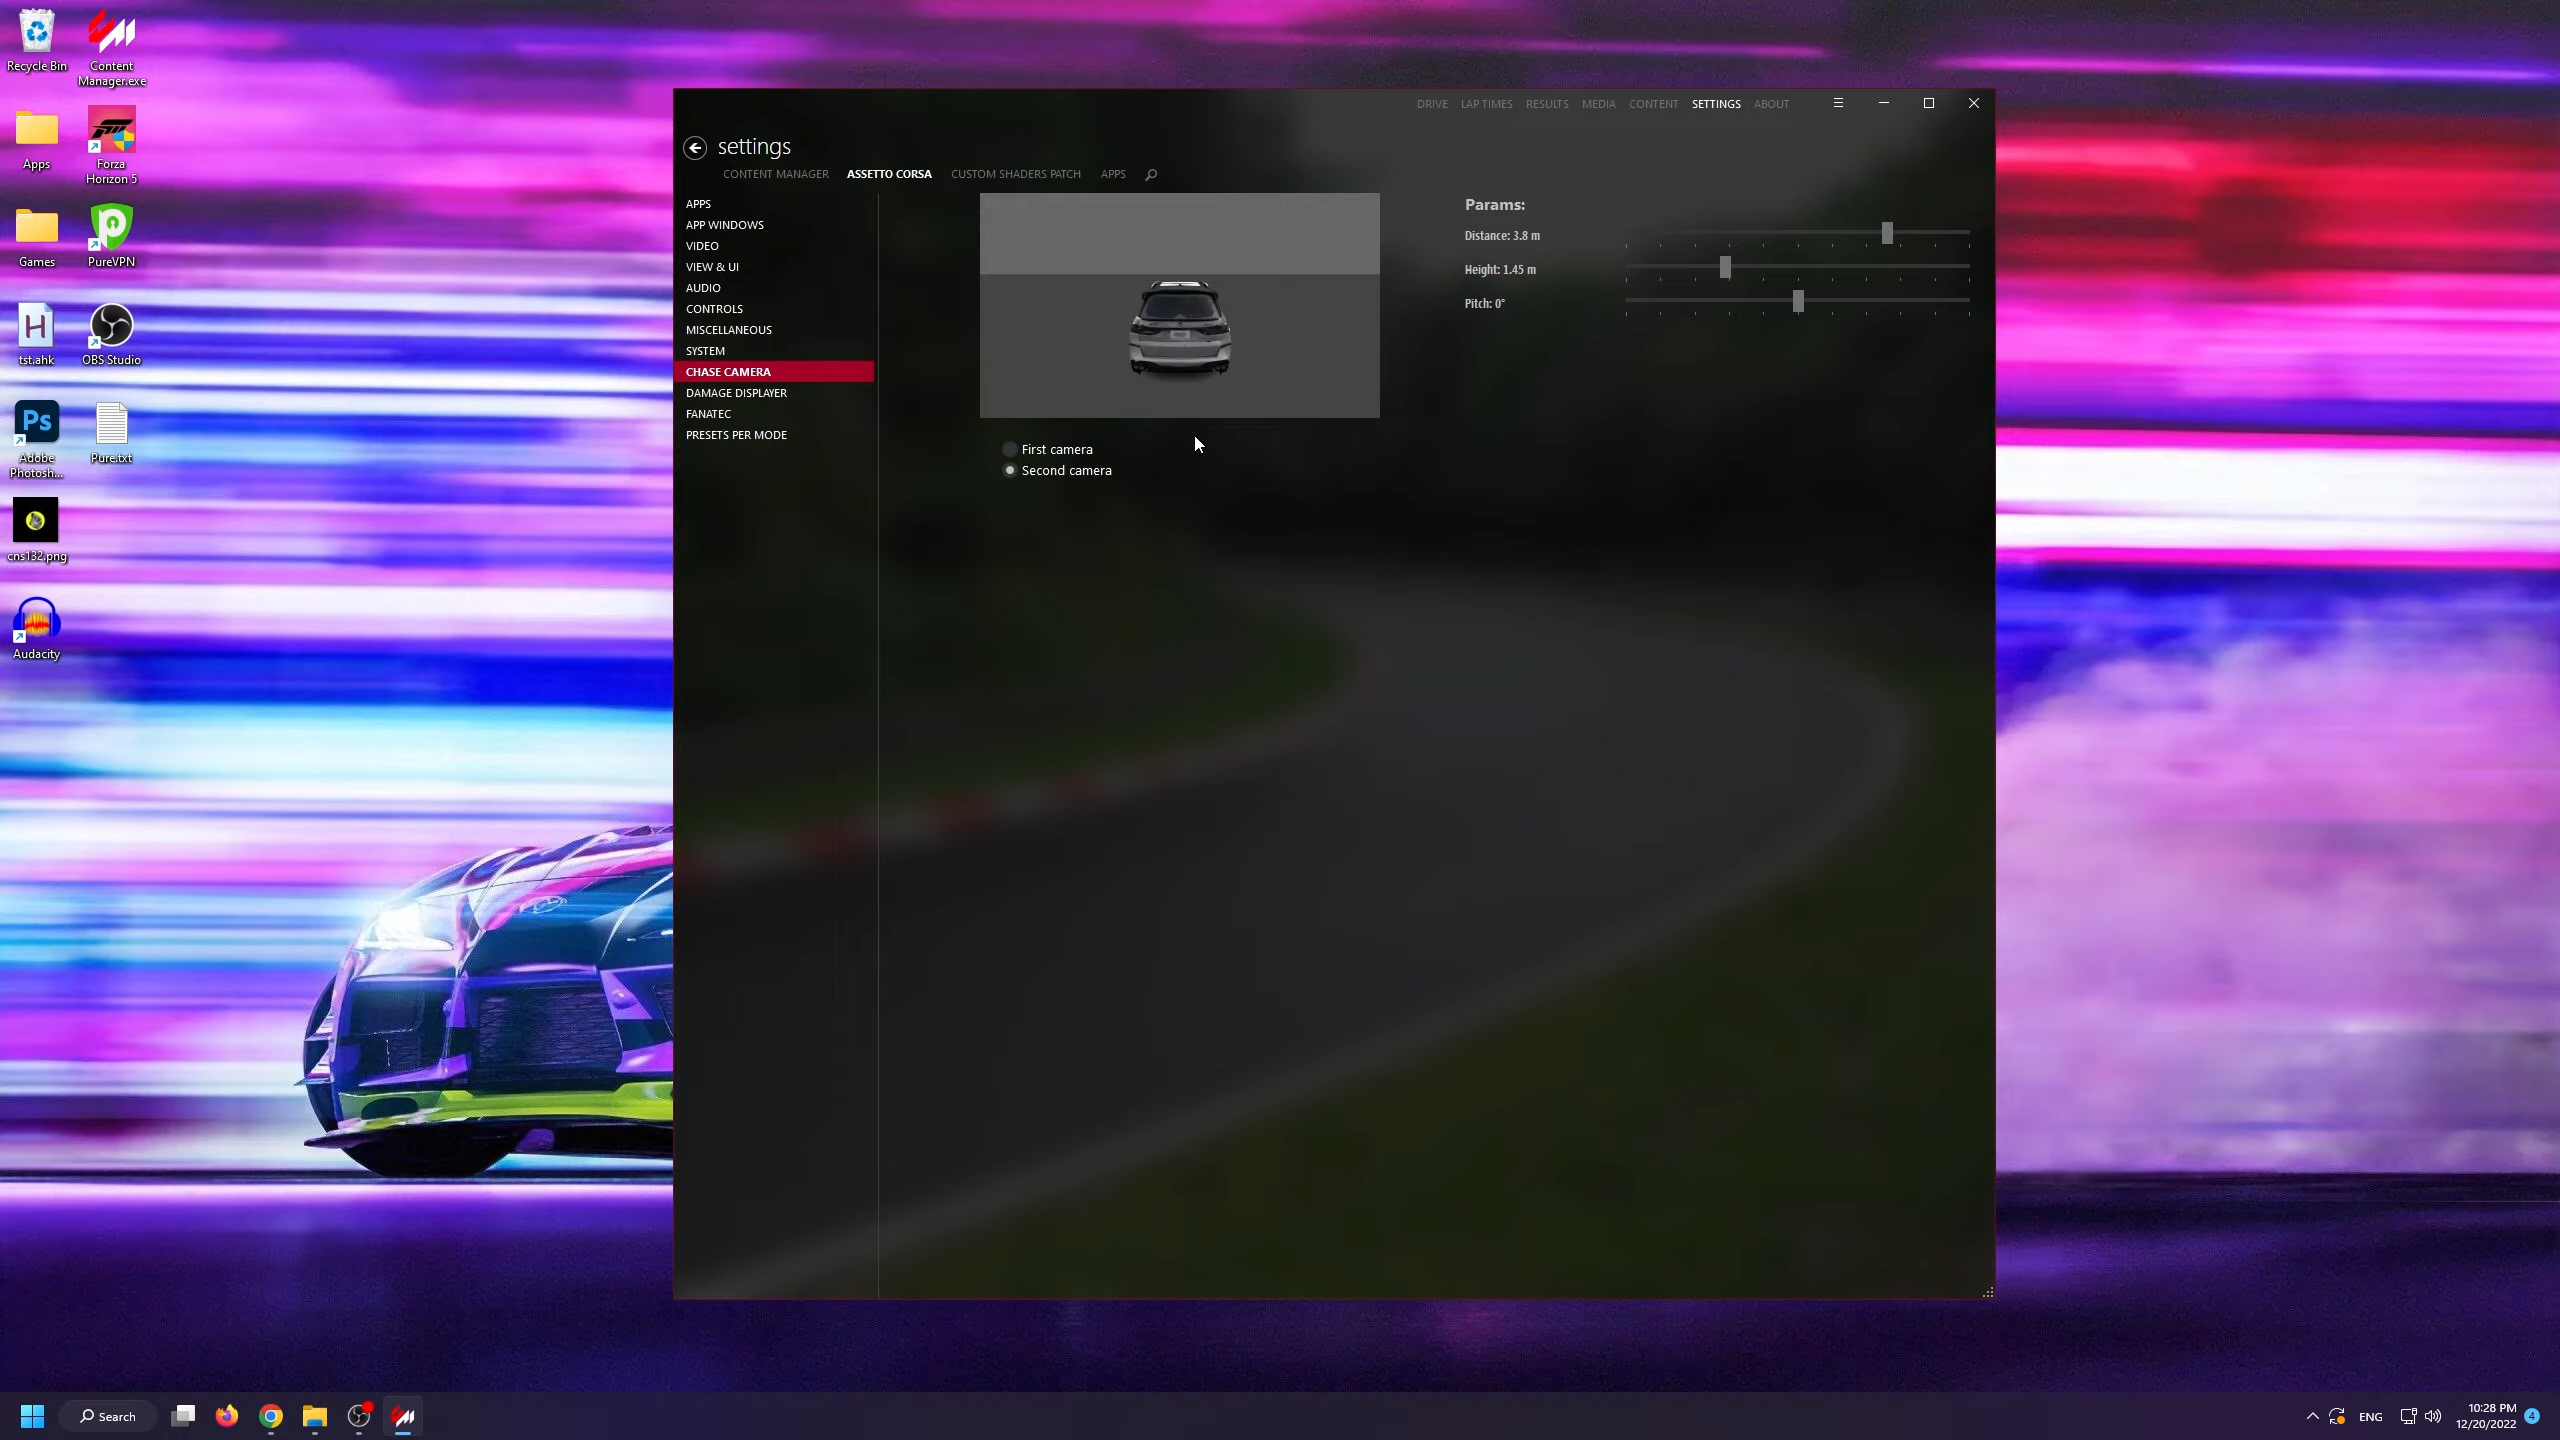 Recycle Bin
Content
Manager.exe
Apps
Forza
Horizon 5
Games
PureVPN
tst.ahk
OBS Studio
Ps
Adobe
Photosh...
Pure.txt
cns132.png
Audacity
DRIVE LAP TIMES RESULTS MEDIA CONTENT SETTINGS ABOUT
settings
CONTENT MANAGER ASSETTO CORSA CUSTOM SHADERS PATCH APPS
APPS
APP WINDOWS
VIDEO
VIEW & UI
AUDIO
CONTROLS
MISCELLANEOUS
SYSTEM
CHASE CAMERA
DAMAGE DISPLAYER
FANATEC
PRESETS PER MODE
First camera
Second camera
Params:
Distance: 3.8 m
Height: 1.45 m
Pitch: 0°
Search
ENG
10:28 PM
12/20/2022
4